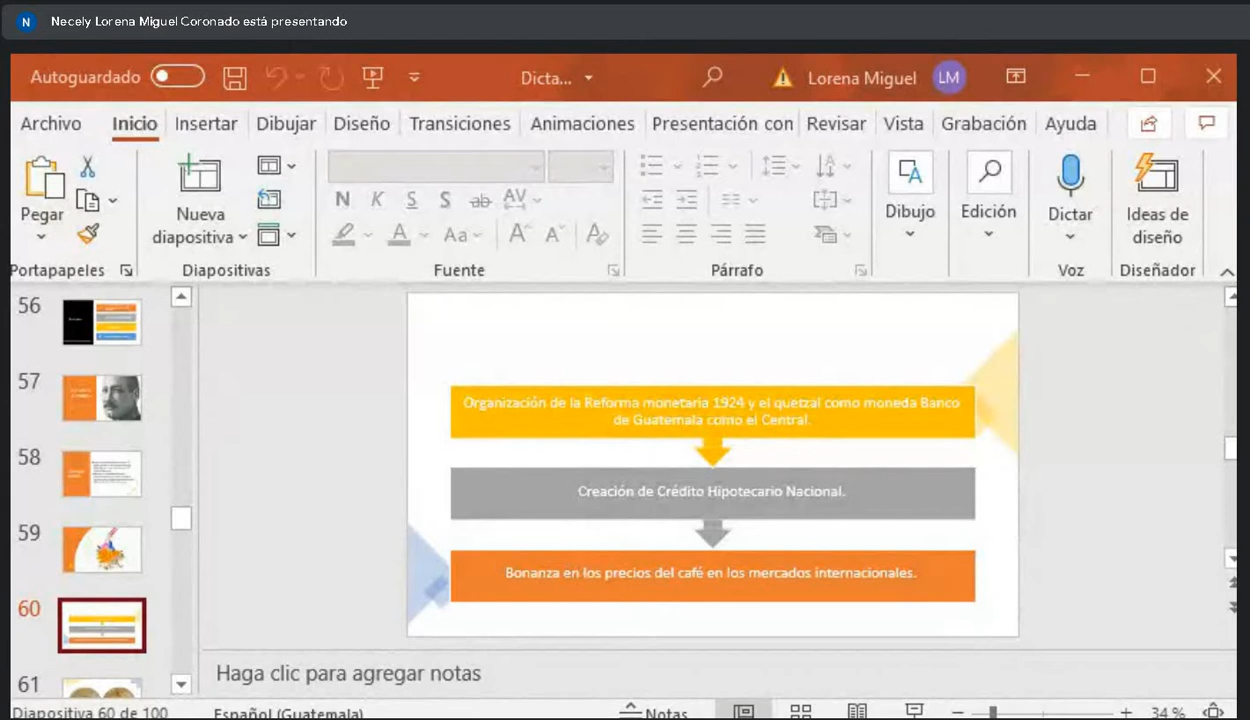 N Necely Lorena Miguel Coronado está presentando
Autoguardado
Dicta...
Lorena Miguel LM
Archivo Inicio Insertar Dibujar Diseño Transiciones Animaciones Presentación con Revisar Vista Grabación Ayuda
Pegar
Nueva
diapositiva
N K S S ab AV
Aa A A
Dibujo
Edición
Dictar
Ideas de
diseño
Portapapeles Diapositivas Fuente Párrafo Voz Diseñador
56
57
58
59
60
61
Organización de la Reforma monetaria 1924 y el quetzal como moneda Banco
de Guatemala como el Central.
Creación de Crédito Hipotecario Nacional.
Bonanza en los precios del café en los mercados internacionales.
Haga clic para agregar notas
Diapositiva 60 de 100 Español (Guatemala) Notas 34 %